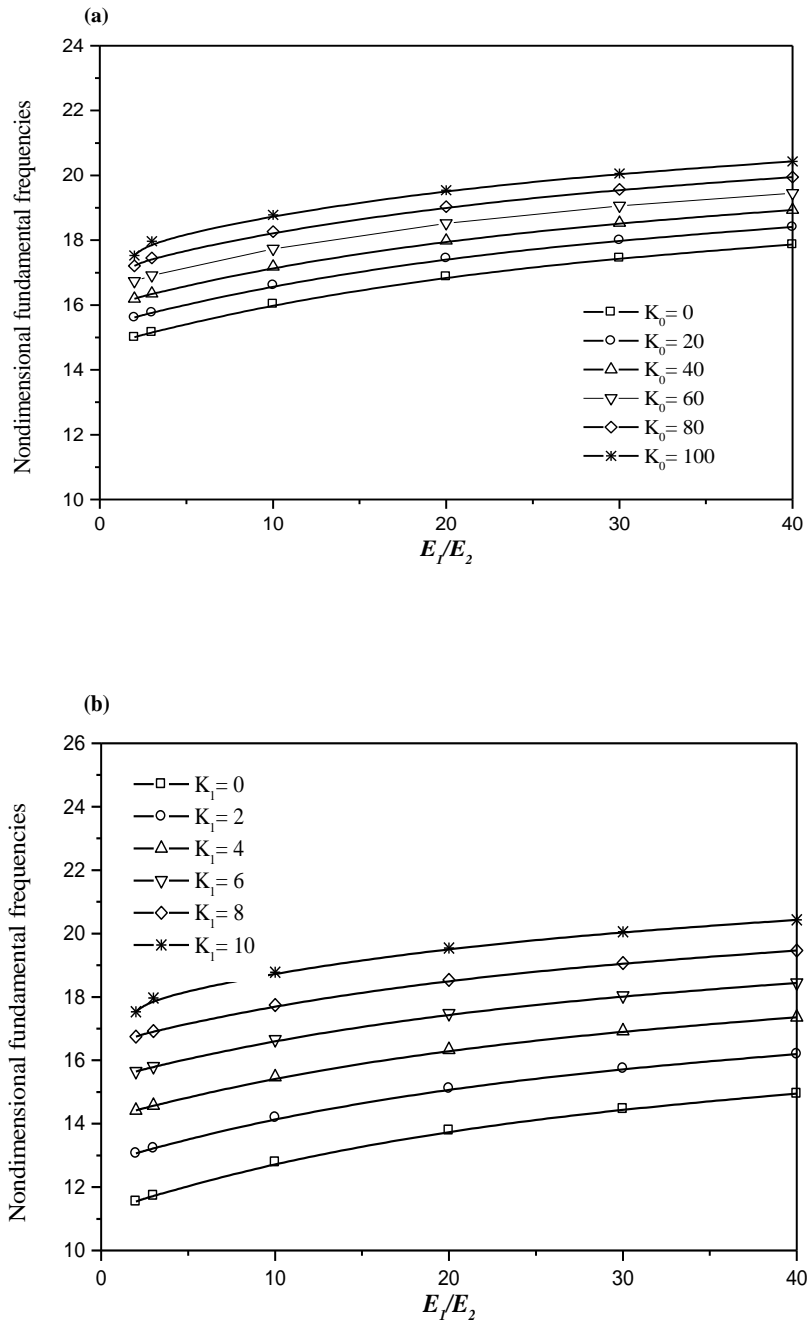 (a)
24
22
20
18
16
14
12
10
Nondimensional fundamental frequencies
K₀= 0
K₀= 20
K₀= 40
K₀= 60
K₀= 80
K₀= 100
0
10
20
30
40
E₁/E₂
(b)
26
24
22
20
18
16
14
12
10
Nondimensional fundamental frequencies
K₁= 0
K₁= 2
K₁= 4
K₁= 6
K₁= 8
K₁= 10
0
10
20
30
40
E₁/E₂